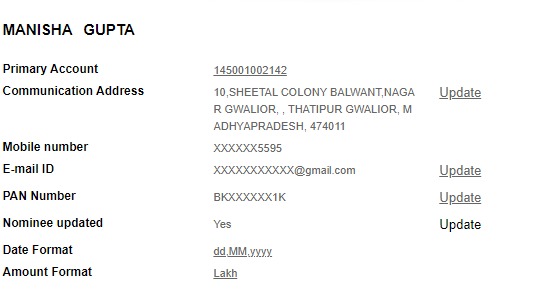 MANISHA GUPTA
Primary Account 145001002142
Communication Address 10,SHEETAL COLONY BALWANT,NAGA Update
R GWALIOR, , THATIPUR GWALIOR, M
ADHYAPRADESH, 474011
Mobile number XXXXXX5595
E-mail ID XXXXXXXXXXX@gmail.com Update
PAN Number BKXXXXXX1K Update
Nominee updated Yes Update
Date Format dd,MM,yyyy
Amount Format Lakh